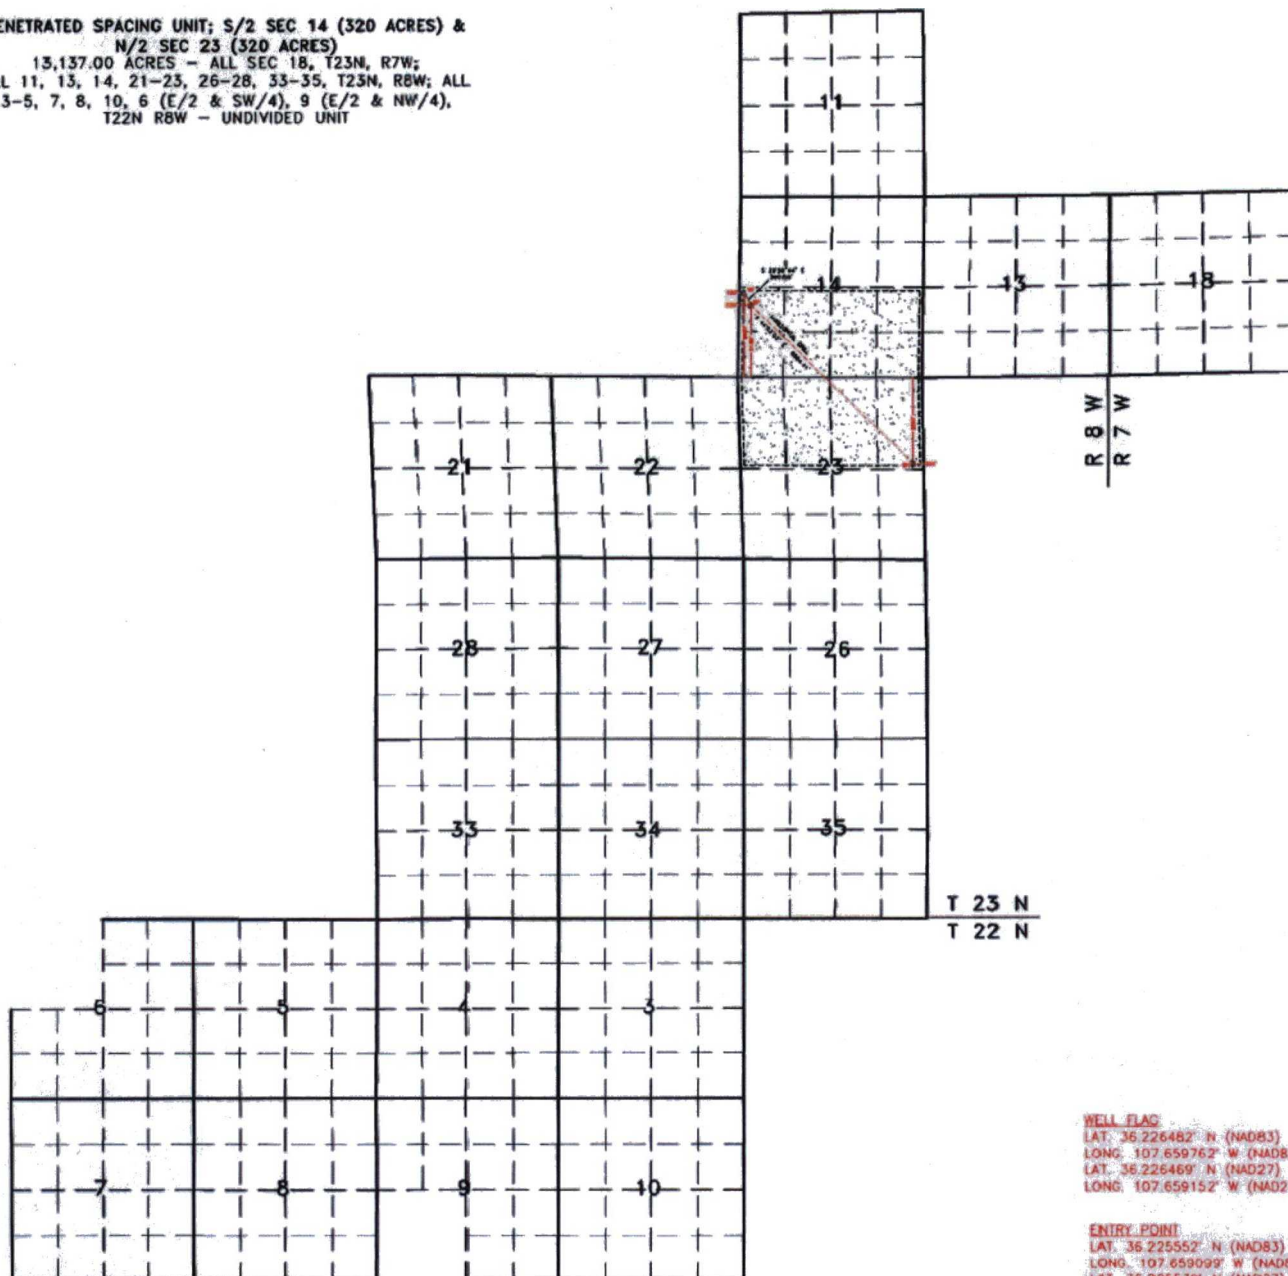 ENETRATED SPACING UNIT; S/2 SEC 14 (320 ACRES) &
N/2 SEC 23 (320 ACRES)
13,137.00 ACRES – ALL SEC 18, T23N, R7W;
L 11, 13, 14, 21–23, 26–28, 33–35, T23N, R8W; ALL
3–5, 7, 8, 10, 6 (E/2 & SW/4), 9 (E/2 & NW/4),
T22N R8W – UNDIVIDED UNIT
11
14
13
18
R 8 W
R 7 W
21
22
23
28
27
26
33
34
35
T 23 N
T 22 N
6
5
4
3
7
8
9
10
WELL FLAG
LAT. 36.226482° N (NAD83)
LONG. 107.659762° W (NAD8
LAT. 36.226469° N (NAD27)
LONG. 107.659152° W (NAD2
ENTRY POINT
LAT. 36.225552° N (NAD83)
LONG. 107.659099° W (NAD8